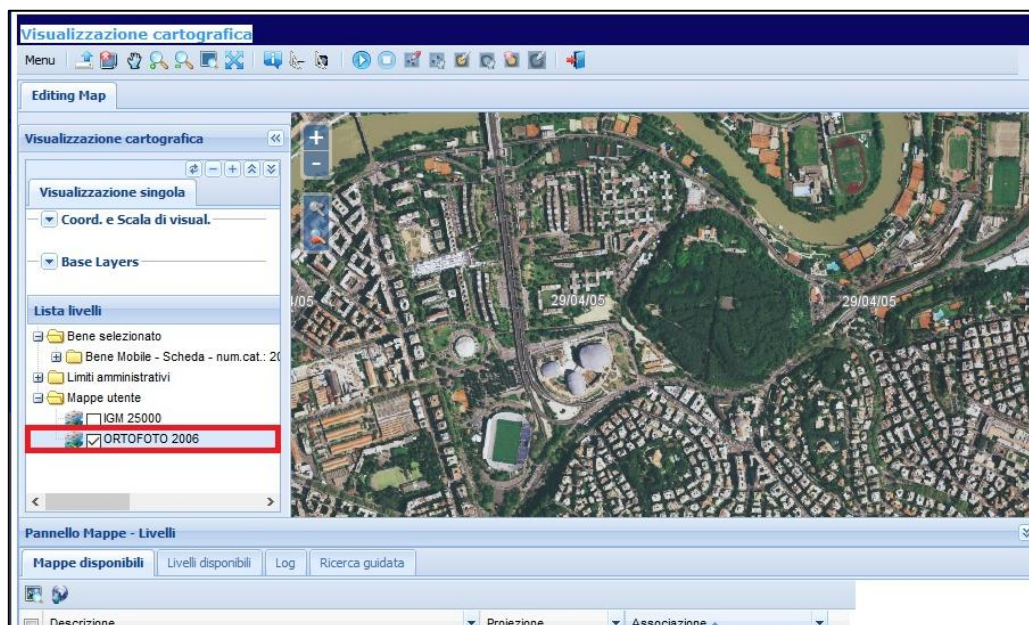 Visualizzazione cartografica
Menu
Editing Map
Visualizzazione cartografica
Visualizzazione singola
Coord. e Scala di visual.
Base Layers
Lista livelli
Bene selezionato
Bene Mobile - Scheda - num.cat.: 20
Limiti amministrativi
Mappe utente
IGM 25000
ORTOFOTO 2006
/05
29/04/05
29/04/05
Pannello Mappe - Livelli
Mappe disponibili
Livelli disponibili
Log
Ricerca guidata
Descrizione
Proiezione
Associazione